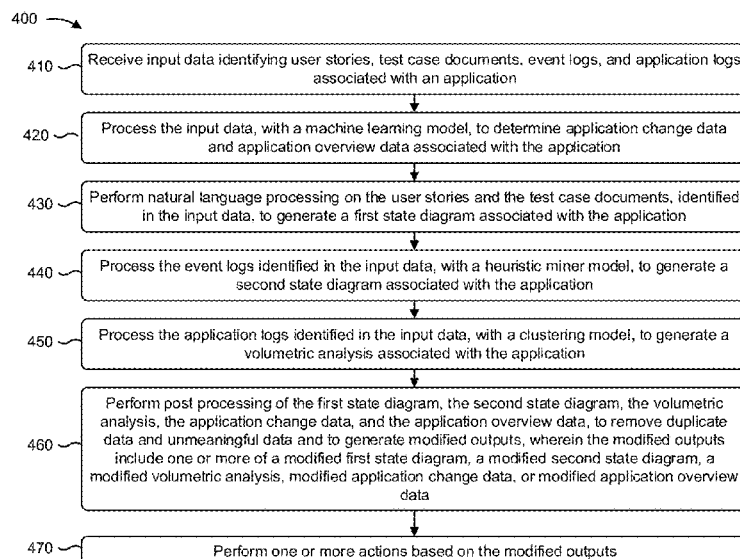 400
410
Receive input data identifying user stories, test case documents, event logs, and application logs
associated with an application
420
Process the input data, with a machine learning model, to determine application change data
and application overview data associated with the application
430
Perform natural language processing on the user stories and the test case documents, identified
in the input data, to generate a first state diagram associated with the application
440
Process the event logs identified in the input data, with a heuristic miner model, to generate a
second state diagram associated with the application
450
Process the application logs identified in the input data, with a clustering model, to generate a
volumetric analysis associated with the application
460
Perform post processing of the first state diagram, the second state diagram, the volumetric
analysis, the application change data, and the application overview data, to remove duplicate
data and unmeaningful data and to generate modified outputs, wherein the modified outputs
include one or more of a modified first state diagram, a modified second state diagram, a
modified volumetric analysis, modified application change data, or modified application overview
data
470
Perform one or more actions based on the modified outputs